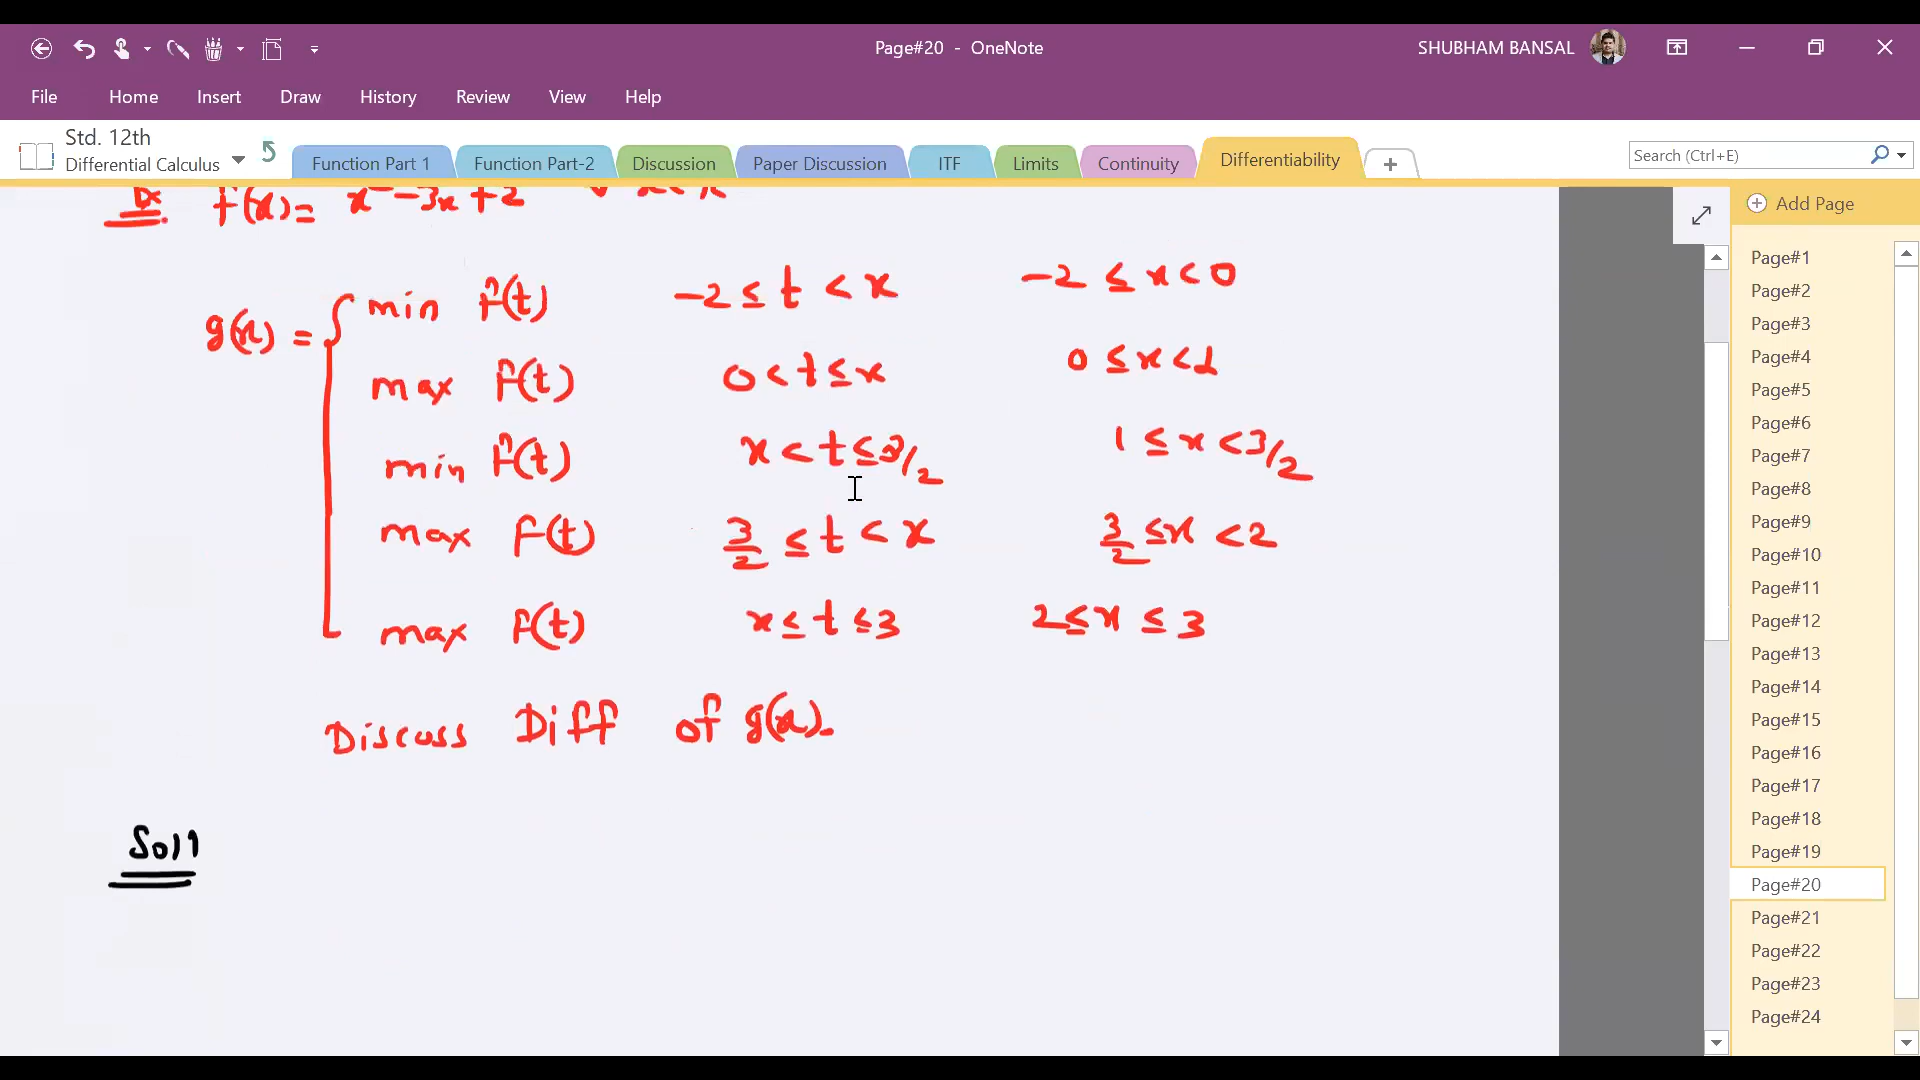 Page#20 - OneNote
SHUBHAM BANSAL
File Home Insert Draw History Review View Help
Std. 12th
Differential Calculus
Function Part 1
Function Part-2
Discussion
Paper Discussion
ITF
Limits
Continuity
Differentiability
Search (Ctrl+E)
f(x) = x² -3x +2
g(x) = { min f(t) -2 ≤ t < x -2 ≤ x < 0
max f(t) 0 < t ≤ x 0 ≤ x < 1
min f(t) x < t ≤ 3/2 1 ≤ x < 3/2
max f(t) 3/2 ≤ t < x 3/2 ≤ x < 2
max f(t) x ≤ t ≤ 3 2 ≤ x ≤ 3
Discuss Diff of g(x).
Soln
Add Page
Page#1
Page#2
Page#3
Page#4
Page#5
Page#6
Page#7
Page#8
Page#9
Page#10
Page#11
Page#12
Page#13
Page#14
Page#15
Page#16
Page#17
Page#18
Page#19
Page#20
Page#21
Page#22
Page#23
Page#24